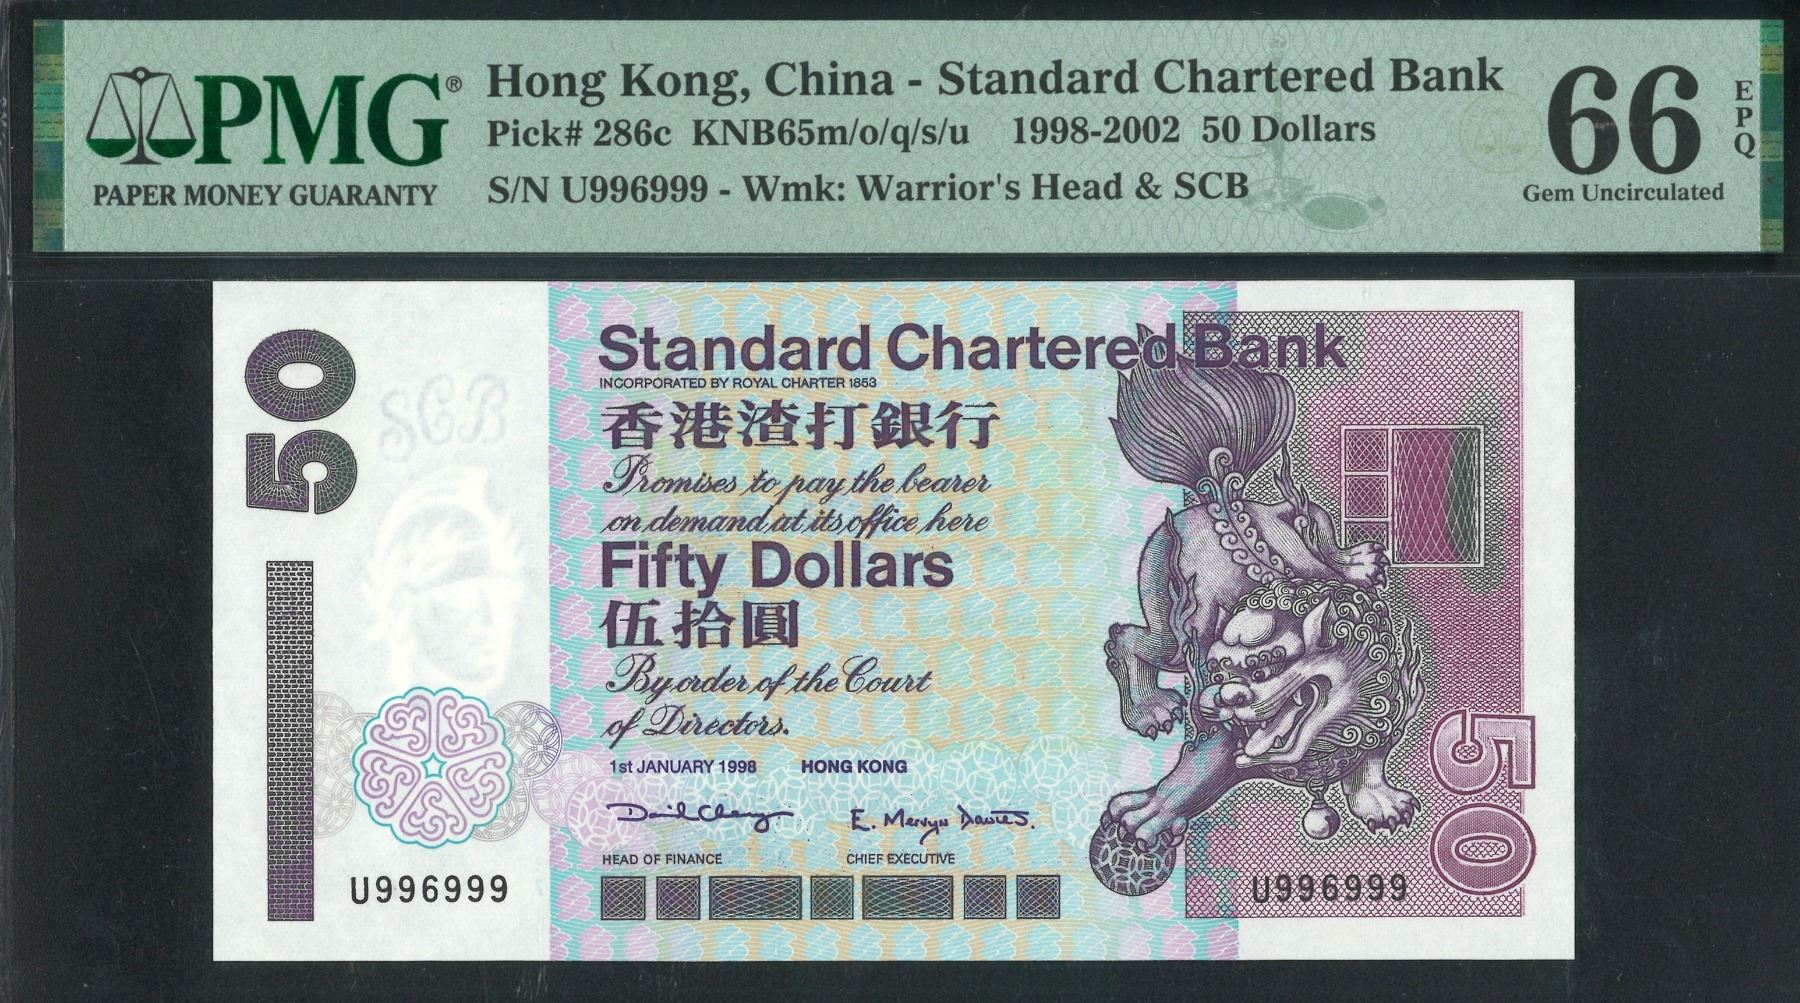 PMG®
PAPER MONEY GUARANTY
Hong Kong, China - Standard Chartered Bank
Pick# 286c KNB65m/o/q/s/u 1998-2002 50 Dollars
S/N U996999 - Wmk: Warrior's Head & SCB
66
EPQ
Gem Uncirculated
50
SCB
Standard Chartered Bank
INCORPORATED BY ROYAL CHARTER 1853
香港渣打銀行
Promises to pay the bearer
on demand at its office here
Fifty Dollars
伍拾圓
By order of the Court
of Directors.
1st JANUARY 1998 HONG KONG
E. Mervyn Davies.
HEAD OF FINANCE CHIEF EXECUTIVE
U996999
U996999
50